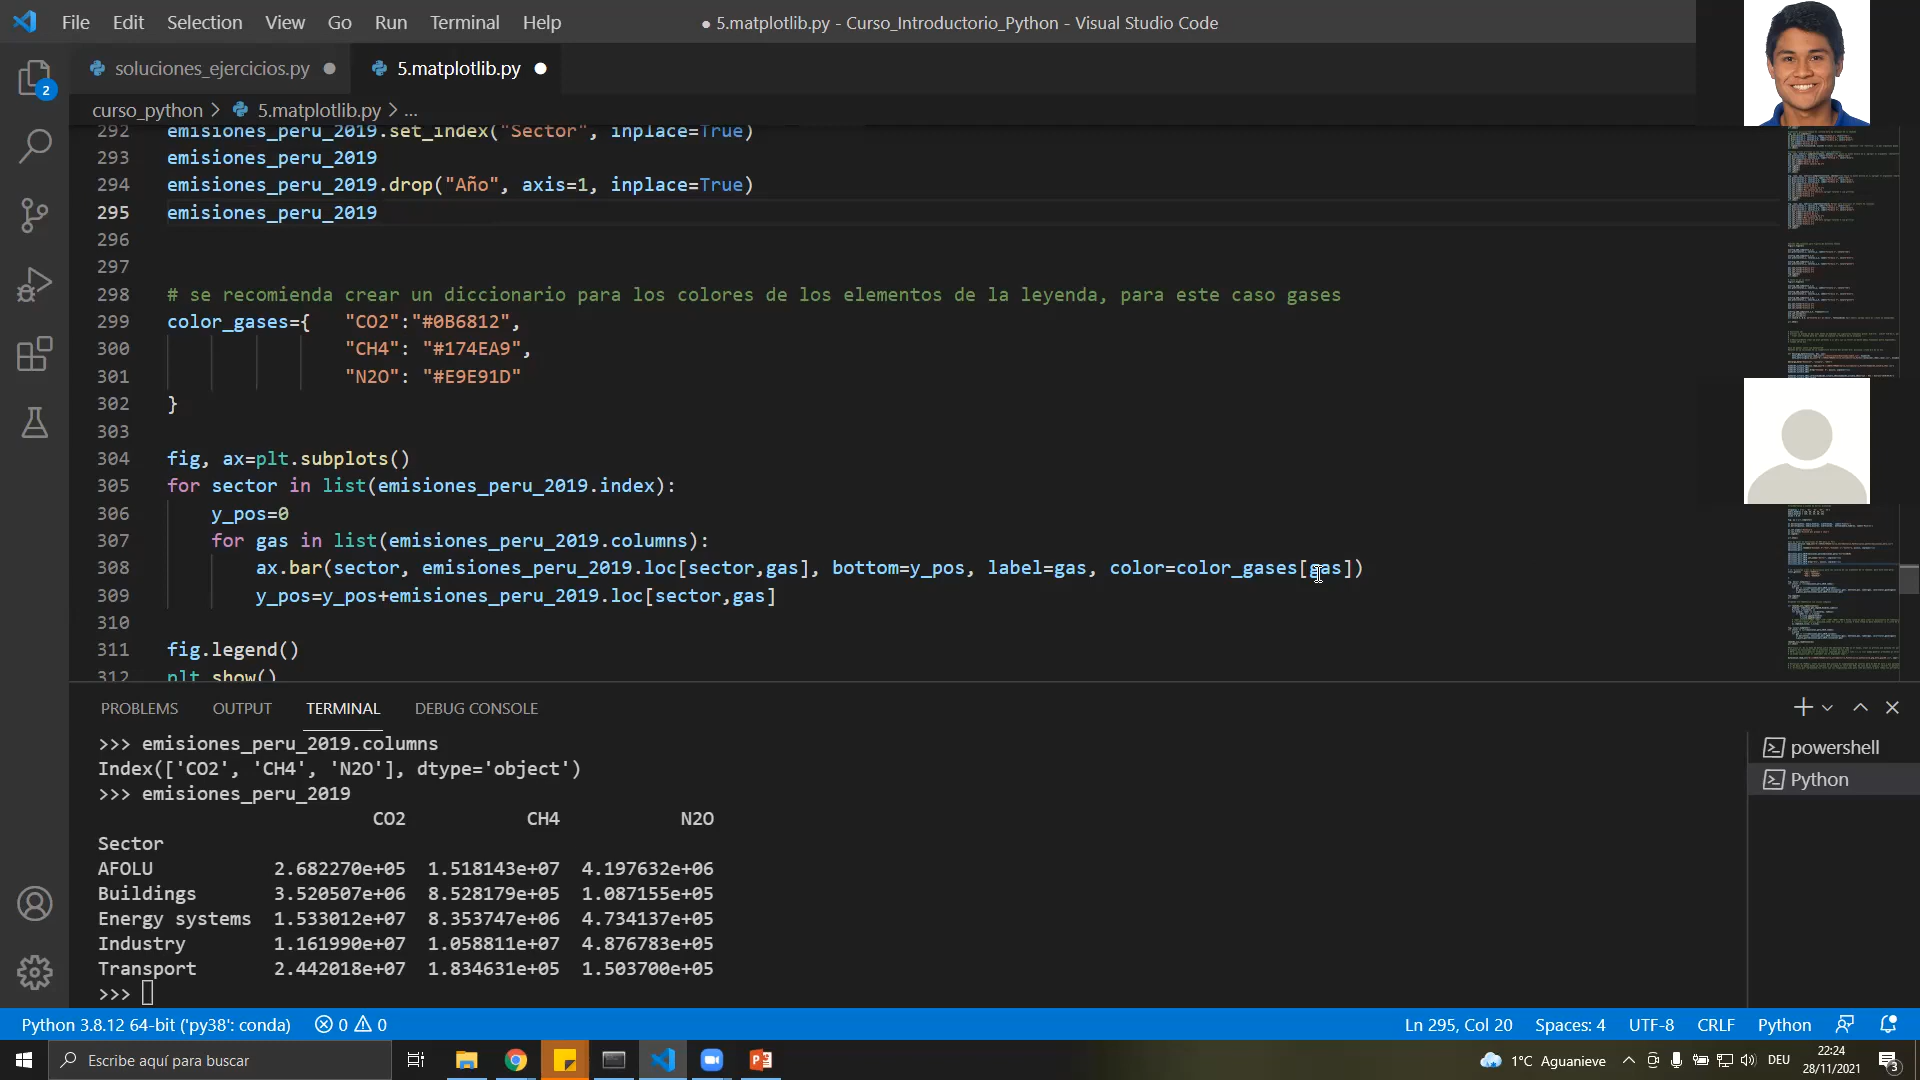 File Edit Selection View Go Run Terminal Help
● 5.matplotlib.py - Curso_Introductorio_Python - Visual Studio Code
soluciones_ejercicios.py ● 5.matplotlib.py ●
2
curso_python > 5.matplotlib.py > ...
292 emisiones_peru_2019.set_index("Sector", inplace=True)
293 emisiones_peru_2019
294 emisiones_peru_2019.drop("Año", axis=1, inplace=True)
295 emisiones_peru_2019
296
297
298 # se recomienda crear un diccionario para los colores de los elementos de la leyenda, para este caso gases
299 color_gases={   "CO2":"#0B6812",
300                 "CH4": "#174EA9",
301                 "N2O": "#E9E91D"
302 }
303
304 fig, ax=plt.subplots()
305 for sector in list(emisiones_peru_2019.index):
306     y_pos=0
307     for gas in list(emisiones_peru_2019.columns):
308         ax.bar(sector, emisiones_peru_2019.loc[sector,gas], bottom=y_pos, label=gas, color=color_gases[gas])
309         y_pos=y_pos+emisiones_peru_2019.loc[sector,gas]
310
311 fig.legend()
312 plt.show()
PROBLEMS OUTPUT TERMINAL DEBUG CONSOLE
>>> emisiones_peru_2019.columns
Index(['CO2', 'CH4', 'N2O'], dtype='object')
>>> emisiones_peru_2019
CO2 CH4 N2O
Sector
AFOLU 2.682270e+05 1.518143e+07 4.197632e+06
Buildings 3.520507e+06 8.528179e+05 1.087155e+05
Energy systems 1.533012e+07 8.353747e+06 4.734137e+05
Industry 1.161990e+07 1.058811e+07 4.876783e+05
Transport 2.442018e+07 1.834631e+05 1.503700e+05
>>>
powershell
Python
Python 3.8.12 64-bit ('py38': conda) 0 0 Ln 295, Col 20 Spaces: 4 UTF-8 CRLF Python
Escribe aquí para buscar
1°C Aguanieve DEU 22:24
28/11/2021
3